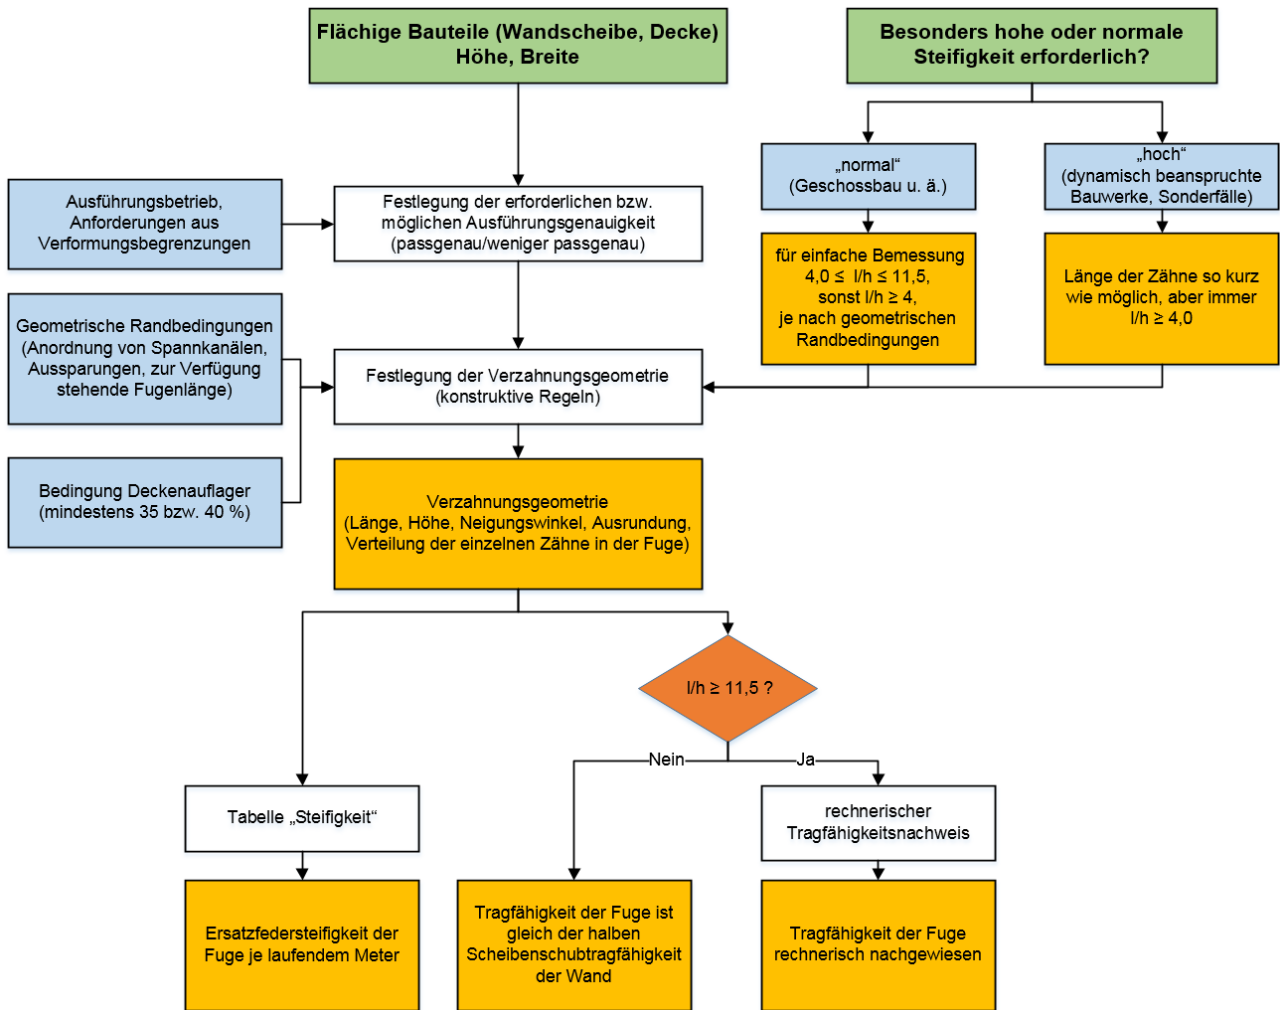 Flächige Bauteile (Wandscheibe, Decke)
Höhe, Breite
Besonders hohe oder normale
Steifigkeit erforderlich?
„normal“
(Geschossbau u. ä.)
„hoch“
(dynamisch beanspruchte
Bauwerke, Sonderfälle)
Ausführungsbetrieb,
Anforderungen aus
Verformungsbegrenzungen
Festlegung der erforderlichen bzw.
möglichen Ausführungsgenauigkeit
(passgenau/weniger passgenau)
für einfache Bemessung
4,0 ≤ l/h ≤ 11,5,
sonst l/h ≥ 4,
je nach geometrischen
Randbedingungen
Länge der Zähne so kurz
wie möglich, aber immer
l/h ≥ 4,0
Geometrische Randbedingungen
(Anordnung von Spannkanälen,
Aussparungen, zur Verfügung
stehende Fugenlänge)
Festlegung der Verzahnungsgeometrie
(konstruktive Regeln)
Bedingung Deckenauflager
(mindestens 35 bzw. 40 %)
Verzahnungsgeometrie
(Länge, Höhe, Neigungswinkel, Ausrundung,
Verteilung der einzelnen Zähne in der Fuge)
l/h ≥ 11,5 ?
Nein
Ja
Tabelle „Steifigkeit“
rechnerischer
Tragfähigkeitsnachweis
Ersatzfedersteifigkeit der
Fuge je laufendem Meter
Tragfähigkeit der Fuge ist
gleich der halben
Scheibenschubtragfähigkeit
der Wand
Tragfähigkeit der Fuge
rechnerisch nachgewiesen